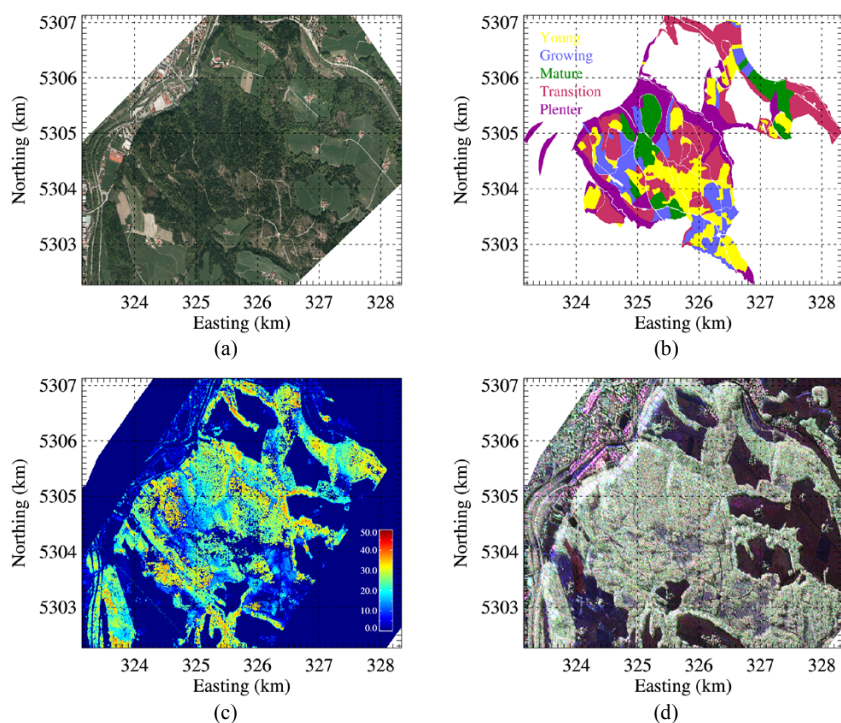 5307
5306
5305
5304
5303
Northing (km)
324 325 326 327 328
Easting (km)
(a)
5307
5306
5305
5304
5303
Northing (km)
Young
Growing
Mature
Transition
Plenter
324 325 326 327 328
Easting (km)
(b)
5307
5306
5305
5304
5303
Northing (km)
50.0
40.0
30.0
20.0
10.0
0.0
324 325 326 327 328
Easting (km)
(c)
5307
5306
5305
5304
5303
Northing (km)
324 325 326 327 328
Easting (km)
(d)